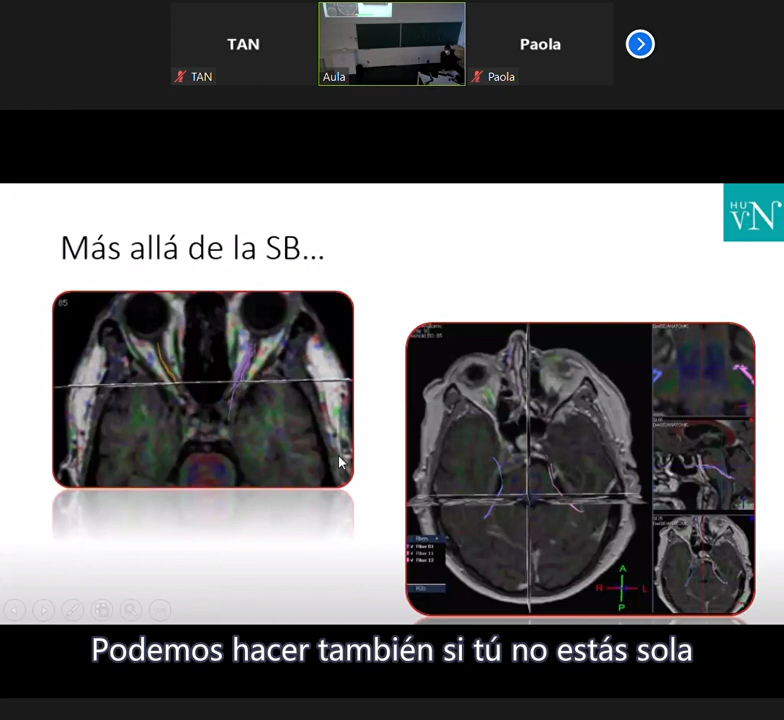 TAN
Paola
TAN
Aula
Paola
HU
VN
Más allá de la SB...
85
A
R L
P
Podemos hacer también si tú no estás sola